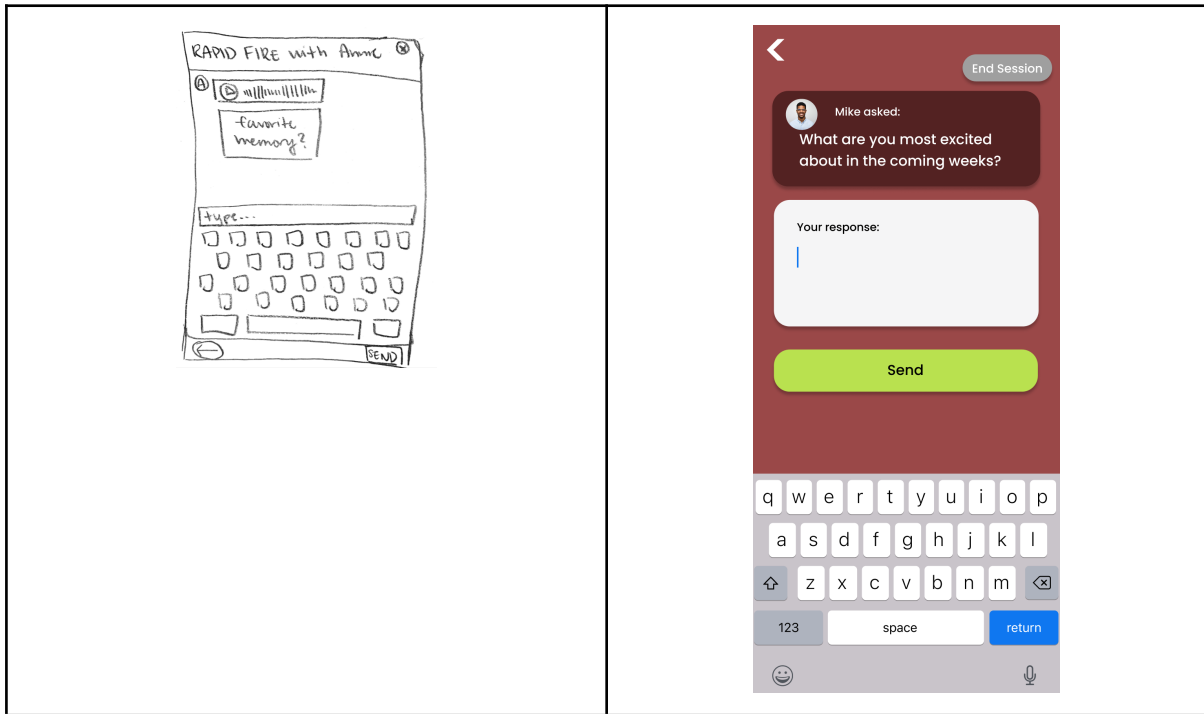 RAPID FIRE with Anne
A
favorite
memory?
type...
SEND
End Session
Mike asked:
What are you most excited
about in the coming weeks?
Your response:
Send
q w e r t y u i o p
a s d f g h j k l
z x c v b n m
123 space return